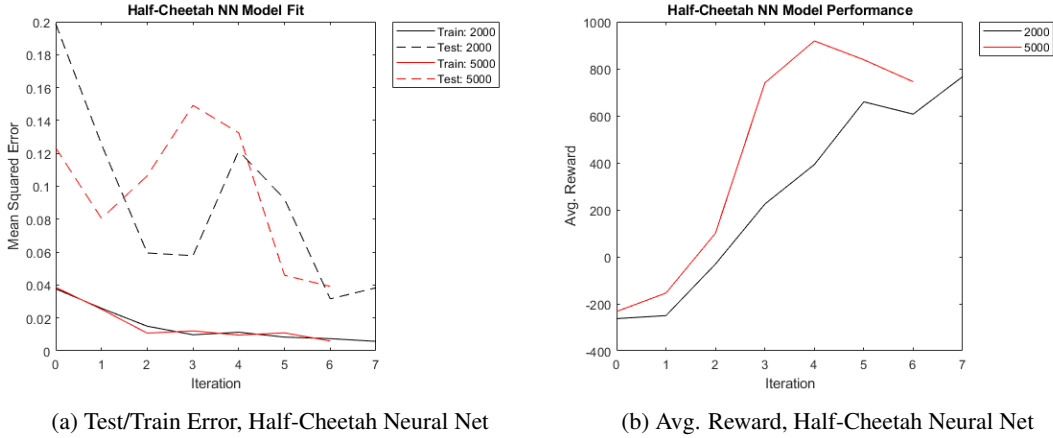 Half-Cheetah NN Model Fit
0.2
0.18
0.16
0.14
0.12
0.1
0.08
0.06
0.04
0.02
0
Mean Squared Error
0 1 2 3 4 5 6 7
Iteration
Train: 2000
Test: 2000
Train: 5000
Test: 5000
(a) Test/Train Error, Half-Cheetah Neural Net
Half-Cheetah NN Model Performance
1000
800
600
400
200
0
-200
-400
Avg. Reward
0 1 2 3 4 5 6 7
Iteration
2000
5000
(b) Avg. Reward, Half-Cheetah Neural Net